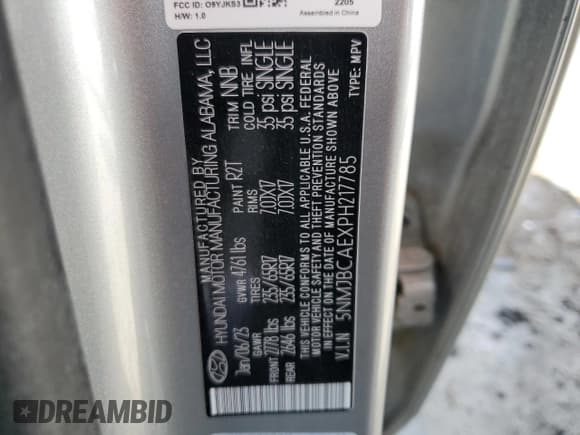 FCC ID: O9YJKS3
H/W: 1.0
2205
Assembled in China
MANUFACTURED BY
HYUNDAI MOTOR MANUFACTURING ALABAMA, LLC
Jan/06/23 GVWR 4761 lbs PAINT R2T TRIM NNB
GAWR TIRES RIMS COLD TIRE INFL
FRONT 2778 lbs 235/65R17 7.0JX17 35 psi SINGLE
REAR 2646 lbs 235/65R17 7.0JX17 35 psi SINGLE
THIS VEHICLE CONFORMS TO ALL APPLICABLE U.S.A. FEDERAL
MOTOR VEHICLE SAFETY AND THEFT PREVENTION STANDARDS
IN EFFECT ON THE DATE OF MANUFACTURE SHOWN ABOVE
V.I.N 5NMJBCAEXPH217785 TYPE: MPV
DREAMBID